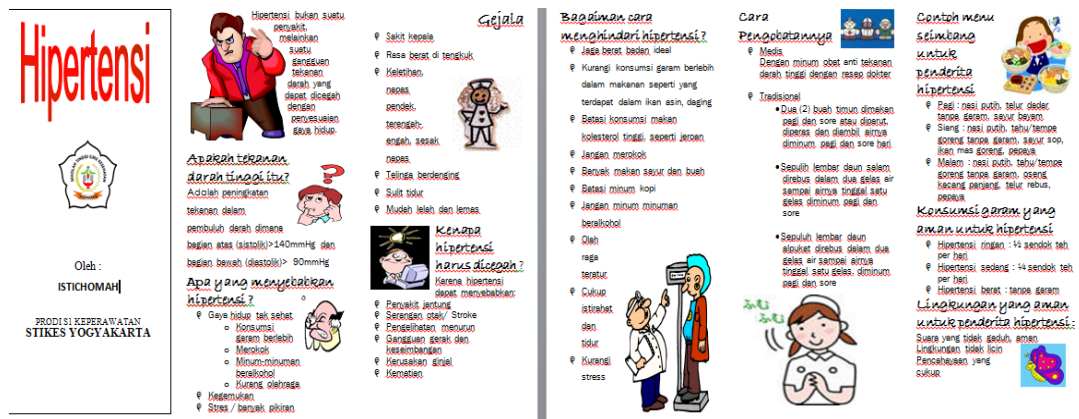 Hipertensi
Oleh :
ISTICHOMAH
PRODI S1 KEPERAWATAN
STIKES YOGYAKARTA
Hipertensi bukan suatu
penyakit,
melainkan
suatu
gangguan
tekanan
darah yang
dapat dicegah
dengan
penyesuaian
gaya hidup.
Apakah tekanan
darah tinggi itu?
Adalah peningkatan
tekanan dalam
pembuluh darah dimana
bagian atas (sistolik)>140mmHg dan
bagian bawah (diastolik)> 90mmHg
Apa yang menyebabkan
hipertensi ?
Gaya hidup tak sehat
Konsumsi
garam berlebih
Merokok
Minum-minuman
beralkohol
Kurang olahraga
Kegemukan
Stres / banyak pikiran
Gejala
Sakit kepala
Rasa berat di tengkuk
Keletihan,
napas
pendek,
terengah-
engah, sesak
napas
Telinga berdenging
Sulit tidur
Mudah lelah dan lemas
Kenapa
hipertensi
harus dicegah ?
Karena hipertensi
dapat menyebabkan:
Penyakit jantung
Serangan otak/ Stroke
Pengelihatan menurun
Gangguan gerak dan
keseimbangan
Kerusakan ginjal
Kematian
Bagaiman cara
menghindari hipertensi ?
Jaga berat badan ideal
Kurangi konsumsi garam berlebih
dalam makanan seperti yang
terdapat dalam ikan asin, daging
Batasi konsumsi makan
kolesterol tinggi, seperti jeroan
Jangan merokok
Banyak makan sayur dan buah
Batasi minum kopi
Jangan minum minuman
beralkohol
Olah
raga
teratur.
Cukup
istirahat
dan
tidur
Kurangi
stress
Cara
Pengobatannya
Medis
Dengan minum obat anti tekanan
darah tinggi dengan resep dokter
Tradisional
Dua (2) buah timun dimakan
pagi dan sore atau diparut,
diperas dan diambil airnya
diminum pagi dan sore hari
Sepulih lembar daun salam
direbus dalam dua gelas air
sampai airnya tinggal satu
gelas diminum pagi dan
sore
Sepuluh lembar daun
alpukat direbus dalam dua
gelas air sampai airnya
tinggal satu gelas, diminum
pagi dan sore
ふむ
ふむ
Contoh menu
seimbang
untuk
penderita
hipertensi
Pagi : nasi putih, telur dadar
tanpa garam, sayur bayam
Siang : nasi putih, tahu/tempe
goreng tanpa garam, sayur sop,
ikan mas goreng, pepaya
Malam : nasi putih, tahu/tempe
goreng tanpa garam, oseng
kacang panjang, telur rebus,
pepaya
Konsumsi garam yang
aman untuk hipertensi
Hipertensi ringan : ½ sendok teh
per hari
Hipertensi sedang : ¼ sendok teh
per hari
Hipertensi berat : tanpa garam
Lingkungan yang aman
untuk penderita hipertensi :
Suara yang tidak gaduh, aman
Lingkungan tidak licin
Pencahayaan yang
cukup